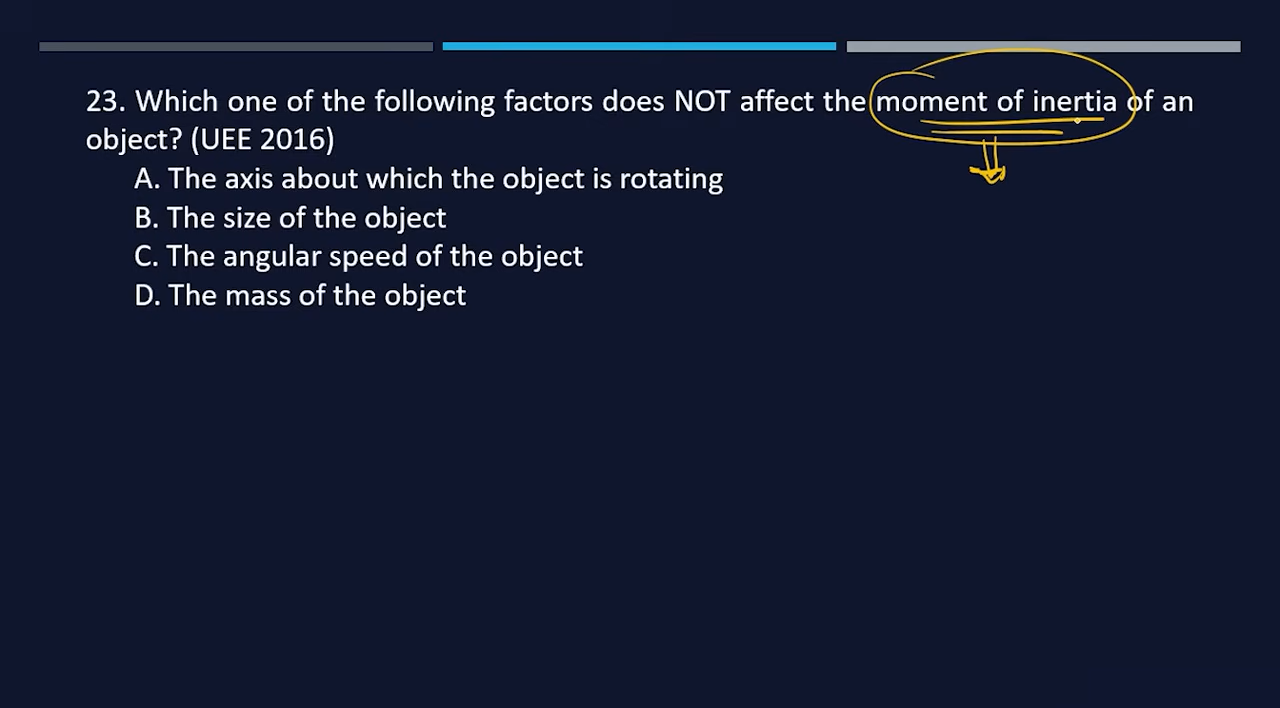 23. Which one of the following factors does NOT affect the moment of inertia of an
object? (UEE 2016)
A. The axis about which the object is rotating
B. The size of the object
C. The angular speed of the object
D. The mass of the object